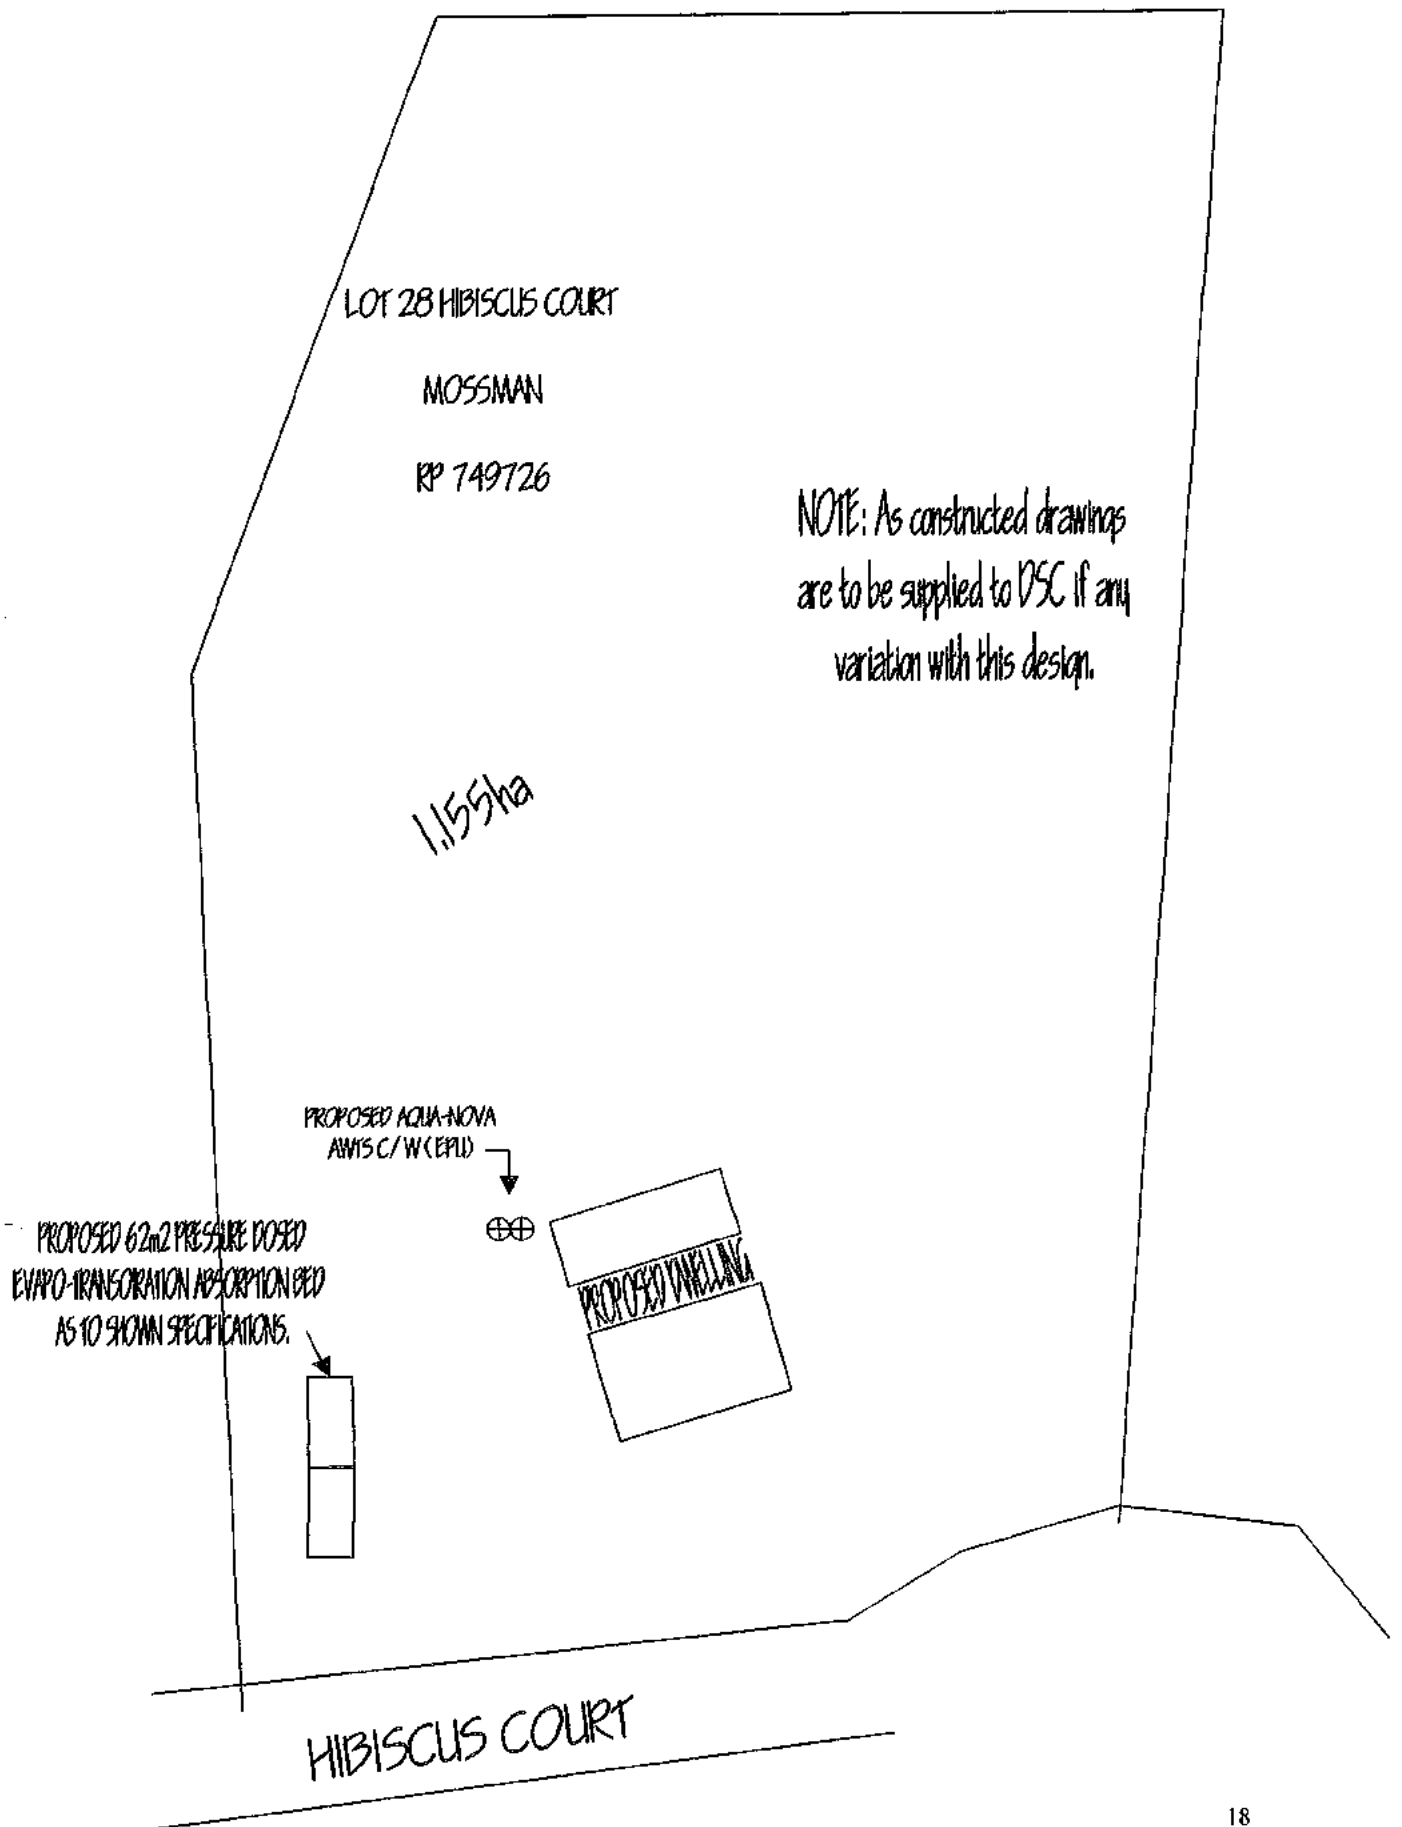 LOT 28 HIBISCUS COURT
MOSSMAN
RP 749726
NOTE: As constructed drawings
are to be supplied to DSC if any
variation with this design.
1.155ha
PROPOSED AQUA-NOVA
AWTS C/W (EPU)
PROPOSED 62m2 PRESSURE DOSED
EVAPO-TRANSORATION ABSORPTION BED
AS TO SHOWN SPECIFICATIONS.
PROPOSED DWELLING
HIBISCUS COURT
18